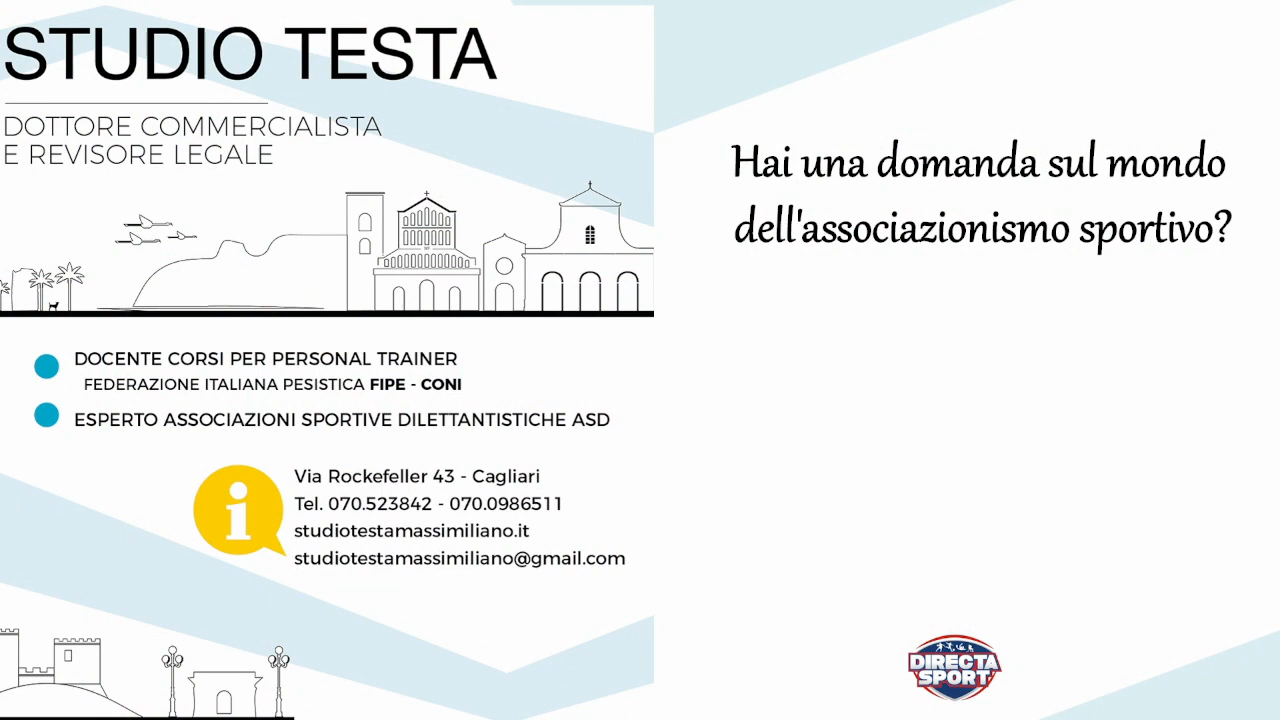 STUDIO TESTA
DOTTORE COMMERCIALISTA
E REVISORE LEGALE
DOCENTE CORSI PER PERSONAL TRAINER
FEDERAZIONE ITALIANA PESISTICA FIPE - CONI
ESPERTO ASSOCIAZIONI SPORTIVE DILETTANTISTICHE ASD
Via Rockefeller 43 - Cagliari
Tel. 070.523842 - 070.0986511
studiotestamassimiliano.it
studiotestamassimiliano@gmail.com
Hai una domanda sul mondo
dell'associazionismo sportivo?
DIRECTA
SPORT